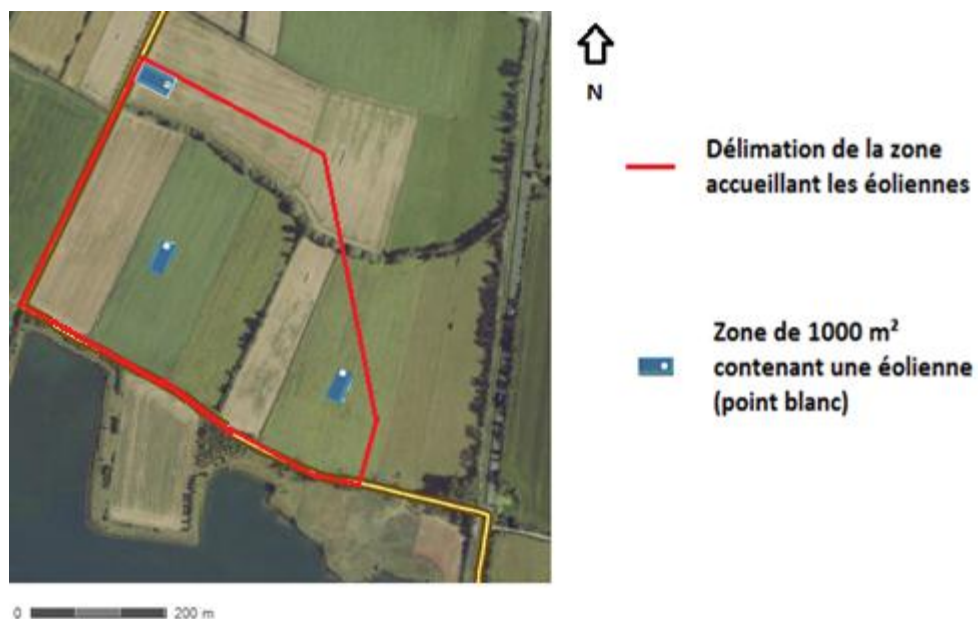 N
Délimation de la zone
accueillant les éoliennes
Zone de 1000 m²
contenant une éolienne
(point blanc)
0 200 m